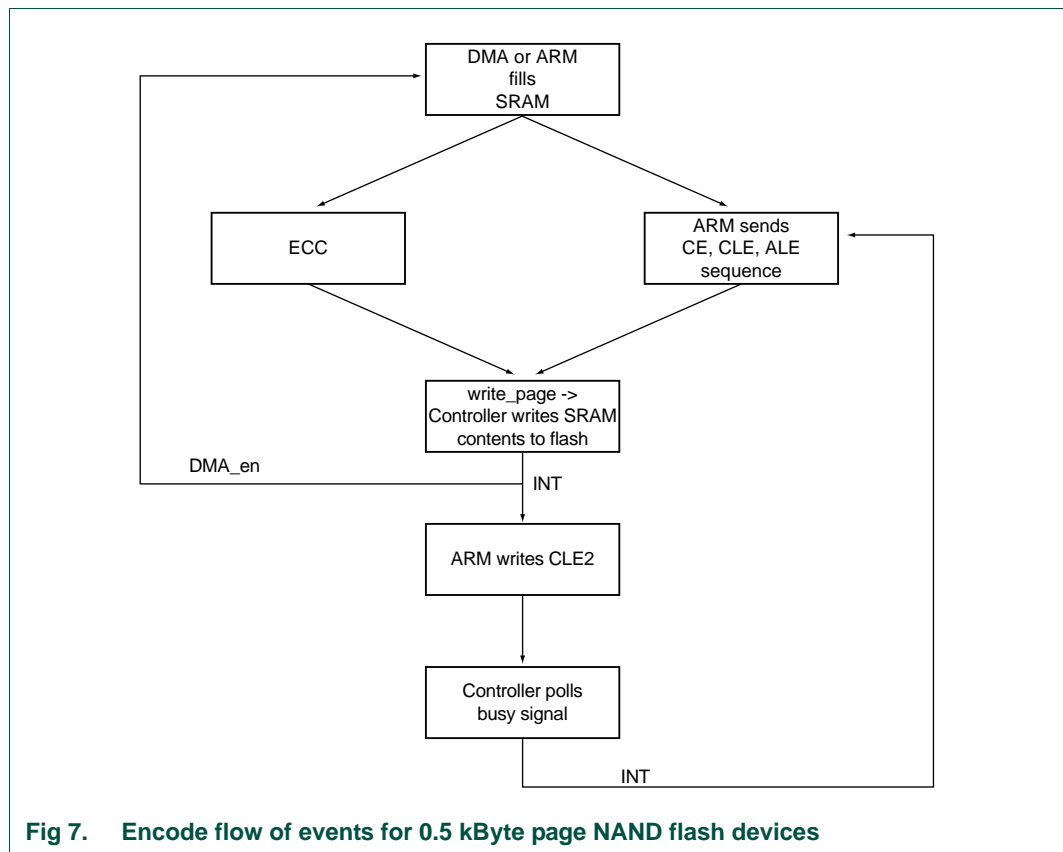 DMA or ARM
fills
SRAM
ECC
ARM sends
CE, CLE, ALE
sequence
write_page ->
Controller writes SRAM
contents to flash
DMA_en
INT
ARM writes CLE2
Controller polls
busy signal
INT
Fig 7. Encode flow of events for 0.5 kByte page NAND flash devices